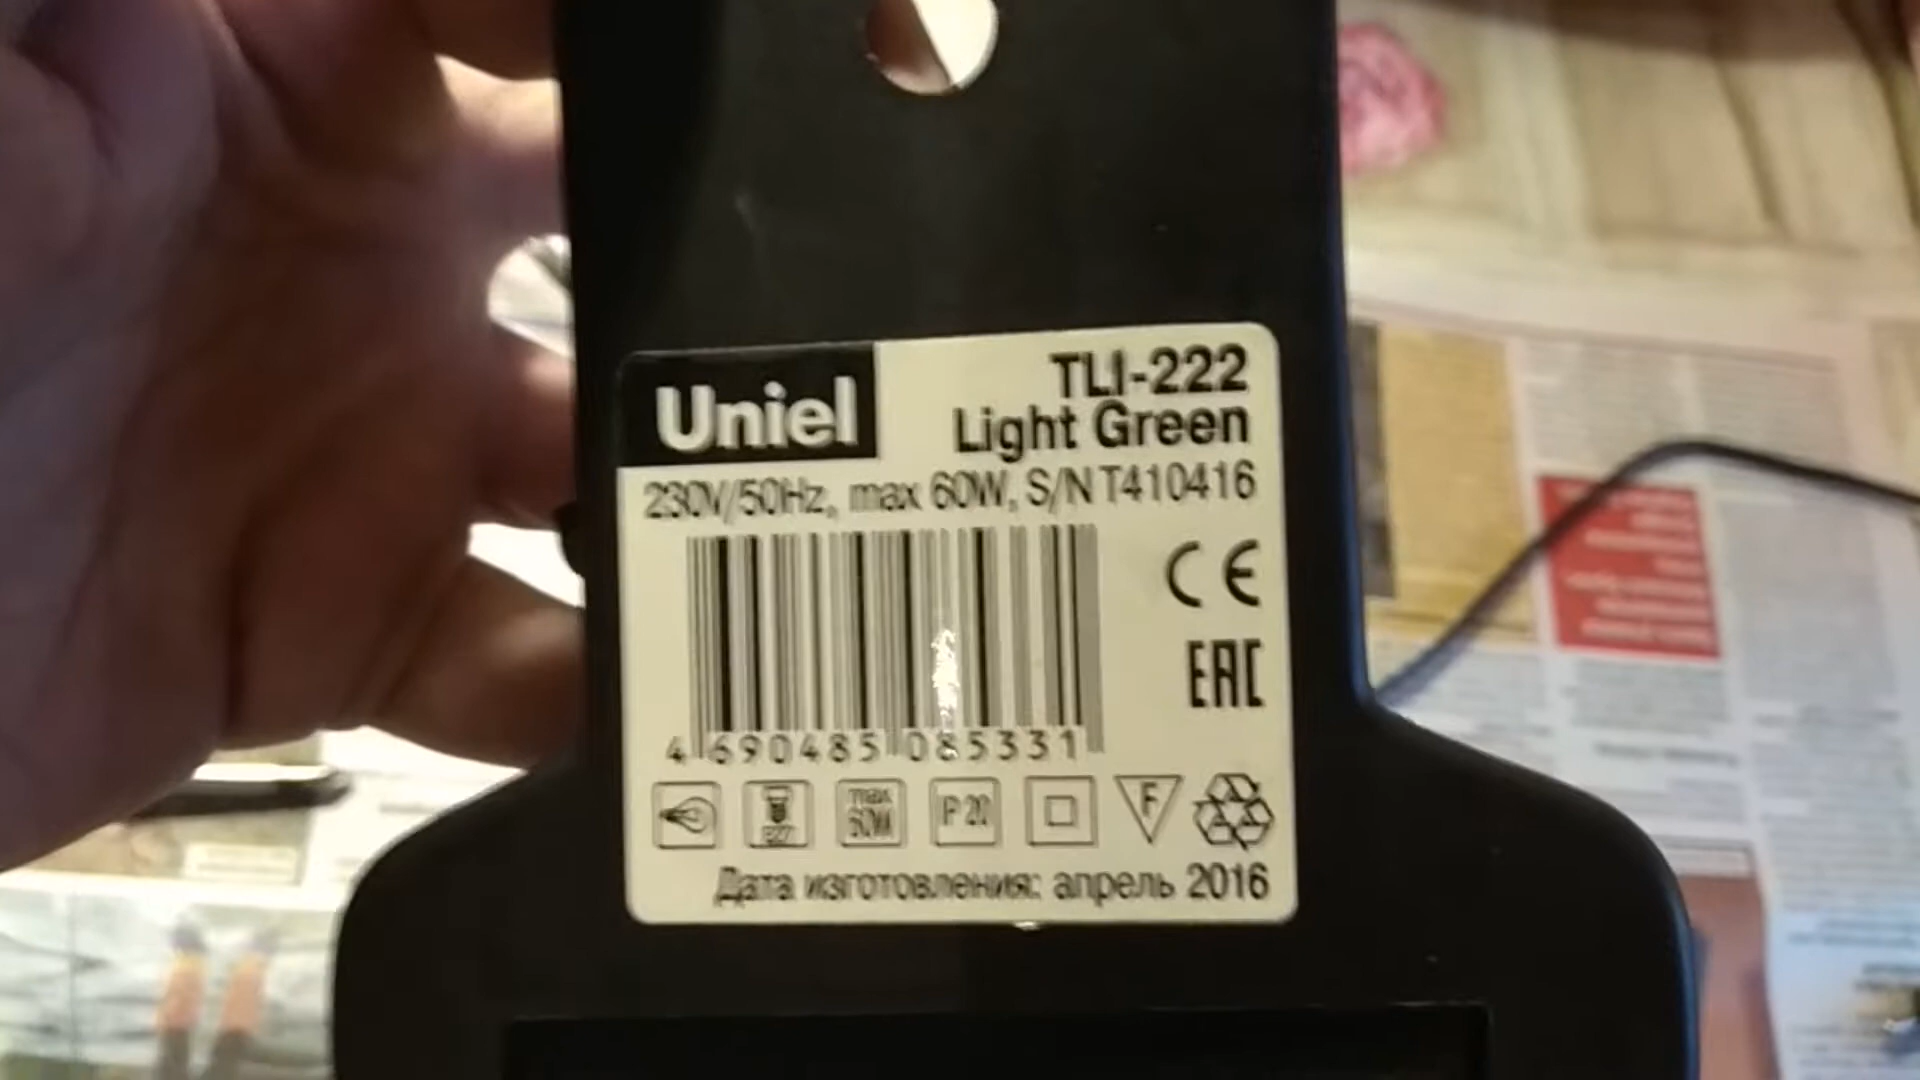 Uniel
TLI-222
Light Green
230V/50Hz, max 60W, S/N T410416
CE
EAC
4 690485 085331
E27
max
60W
IP 20
F
Дата изготовления: апрель 2016